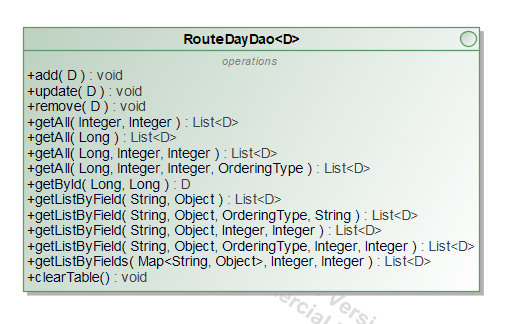 RouteDayDao<D>
operations
+add( D ) : void
+update( D ) : void
+remove( D ) : void
+getAll( Integer, Integer ) : List<D>
+getAll( Long ) : List<D>
+getAll( Long, Integer, Integer ) : List<D>
+getAll( Long, Integer, Integer, OrderingType ) : List<D>
+getById( Long, Long ) : D
+getListByField( String, Object ) : List<D>
+getListByField( String, Object, OrderingType, String ) : List<D>
+getListByField( String, Object, Integer, Integer ) : List<D>
+getListByField( String, Object, OrderingType, Integer, Integer ) : List<D>
+getListByFields( Map<String, Object>, Integer, Integer ) : List<D>
+clearTable() : void